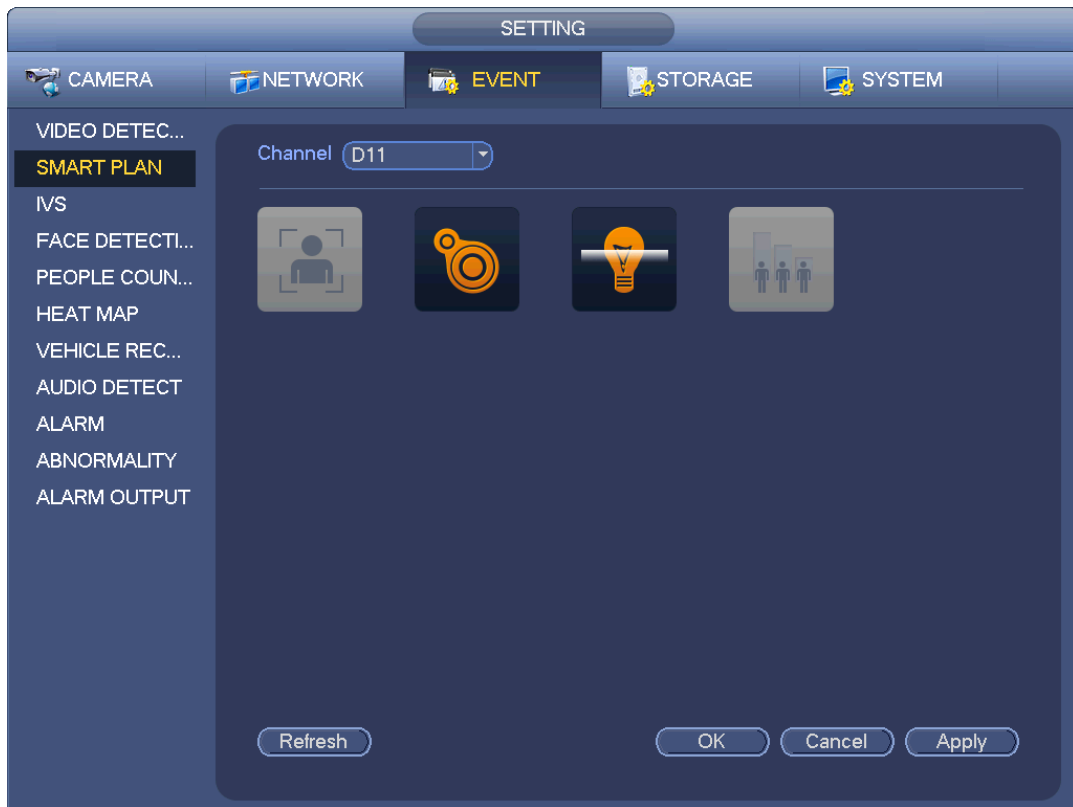 SETTING
CAMERA NETWORK EVENT STORAGE SYSTEM
VIDEO DETEC...
SMART PLAN
IVS
FACE DETECTI...
PEOPLE COUN...
HEAT MAP
VEHICLE REC...
AUDIO DETECT
ALARM
ABNORMALITY
ALARM OUTPUT
Channel D11
Refresh OK Cancel Apply